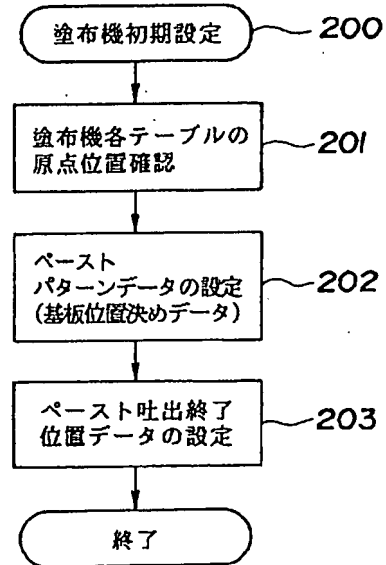 塗布機初期設定
200
塗布機各テーブルの
原点位置確認
201
ペースト
パターンデータの設定
(基板位置決めデータ)
202
ペースト吐出終了
位置データの設定
203
終了